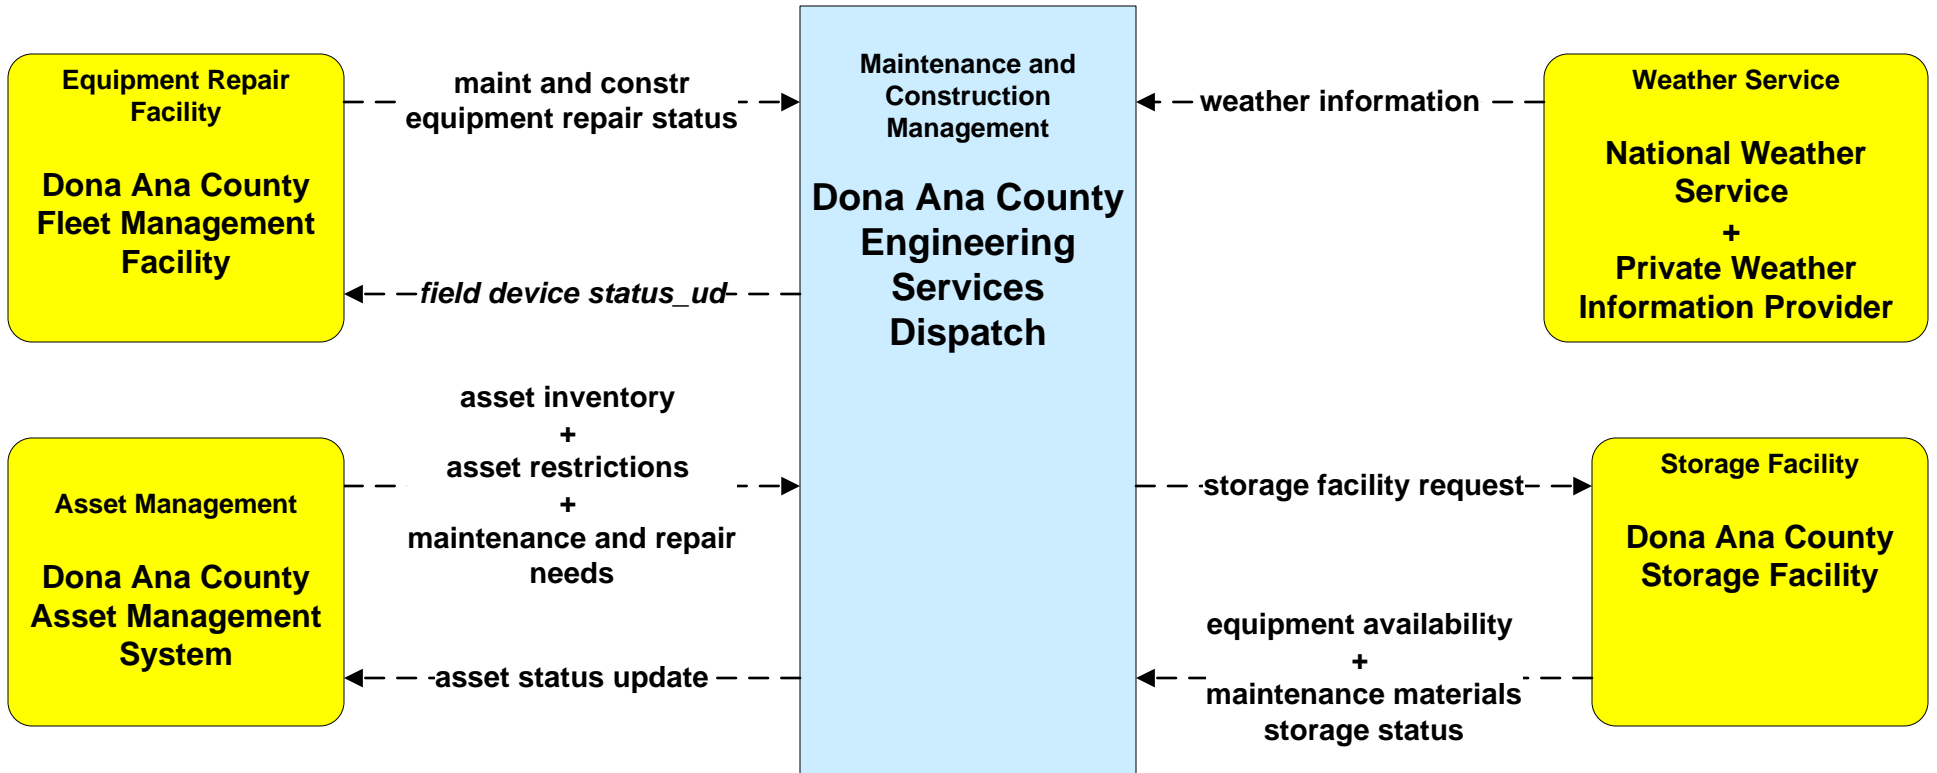 Equipment Repair
Facility
Dona Ana County
Fleet Management
Facility
maint and constr
equipment repair status
field device status_ud
Maintenance and
Construction
Management
Dona Ana County
Engineering
Services
Dispatch
weather information
Weather Service
National Weather
Service
+
Private Weather
Information Provider
Asset Management
Dona Ana County
Asset Management
System
asset inventory
+
asset restrictions
+
maintenance and repair
needs
asset status update
storage facility request
equipment availability
+
maintenance materials
storage status
Storage Facility
Dona Ana County
Storage Facility